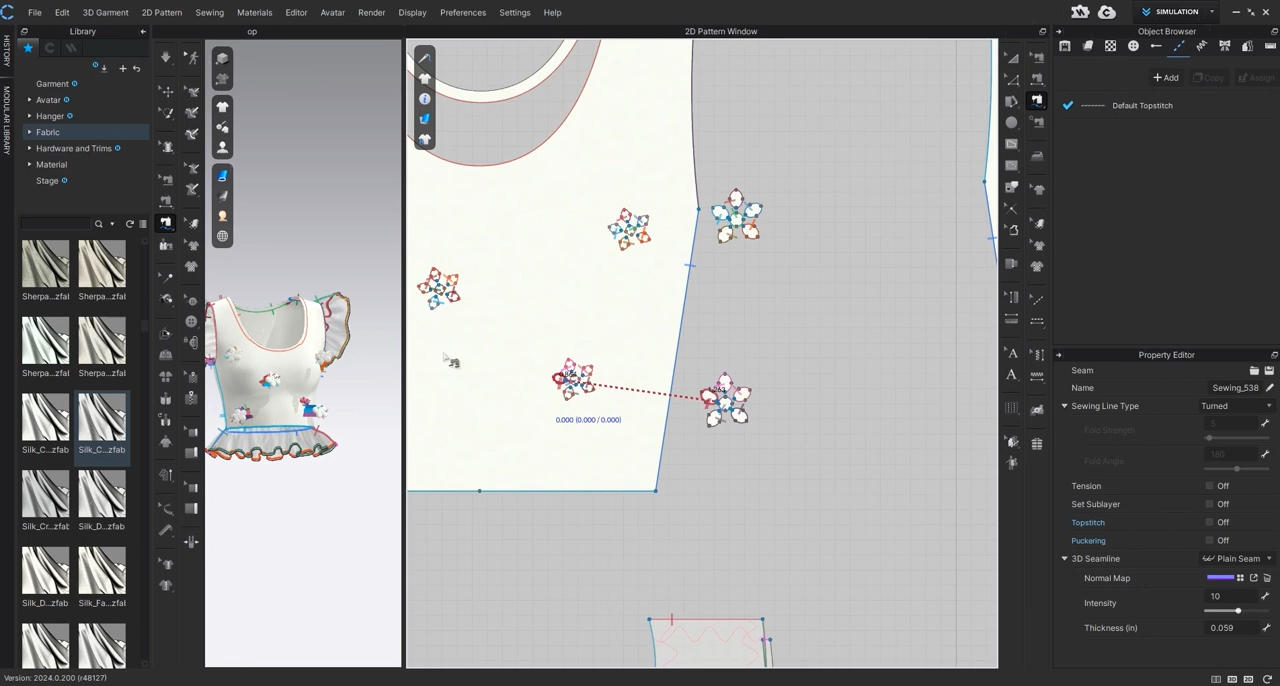 File Edit 3D Garment 2D Pattern Sewing Materials Editor Avatar Render Display Preferences Settings Help
SIMULATION
Library
op
2D Pattern Window
Object Browser
HISTORY
MODULAR LIBRARY
Garment
Avatar
Hanger
Fabric
Hardware and Trims
Material
Stage
+ Add Copy Assign
Default Topstitch
Sherpa...zfab Sherpa...zfab
Sherpa...zfab Sherpa...zfab
Silk_C...zfab Silk_C...zfab
Silk_Cr...zfab Silk_D...zfab
Silk_D...zfab Silk_Fa...zfab
0.000 (0.000 / 0.000)
Property Editor
Seam
Name Sewing_538
Sewing Line Type Turned
Fold Strength 5
Fold Angle 180
Tension Off
Set Sublayer Off
Topstitch Off
Puckering Off
3D Seamline Plain Seam
Normal Map
Intensity 10
Thickness (in) 0.059
Version: 2024.0.200 (r48127)